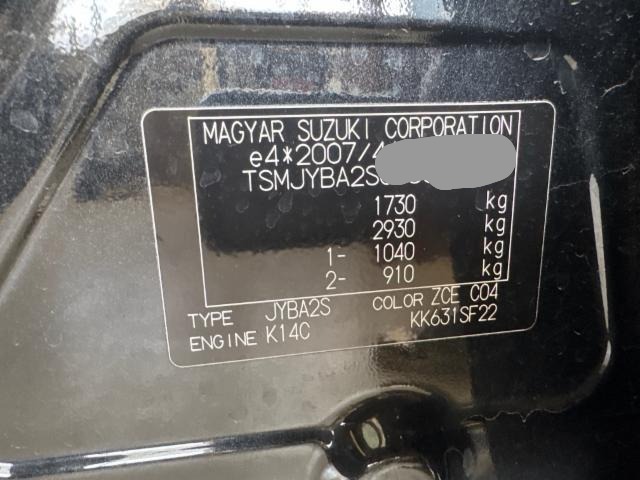 MAGYAR SUZUKI CORPORATION
e4*2007/4
TSMJYBA2S
1730 kg
2930 kg
1- 1040 kg
2- 910 kg
TYPE JYBA2S COLOR ZCE C04
ENGINE K14C KK631SF22